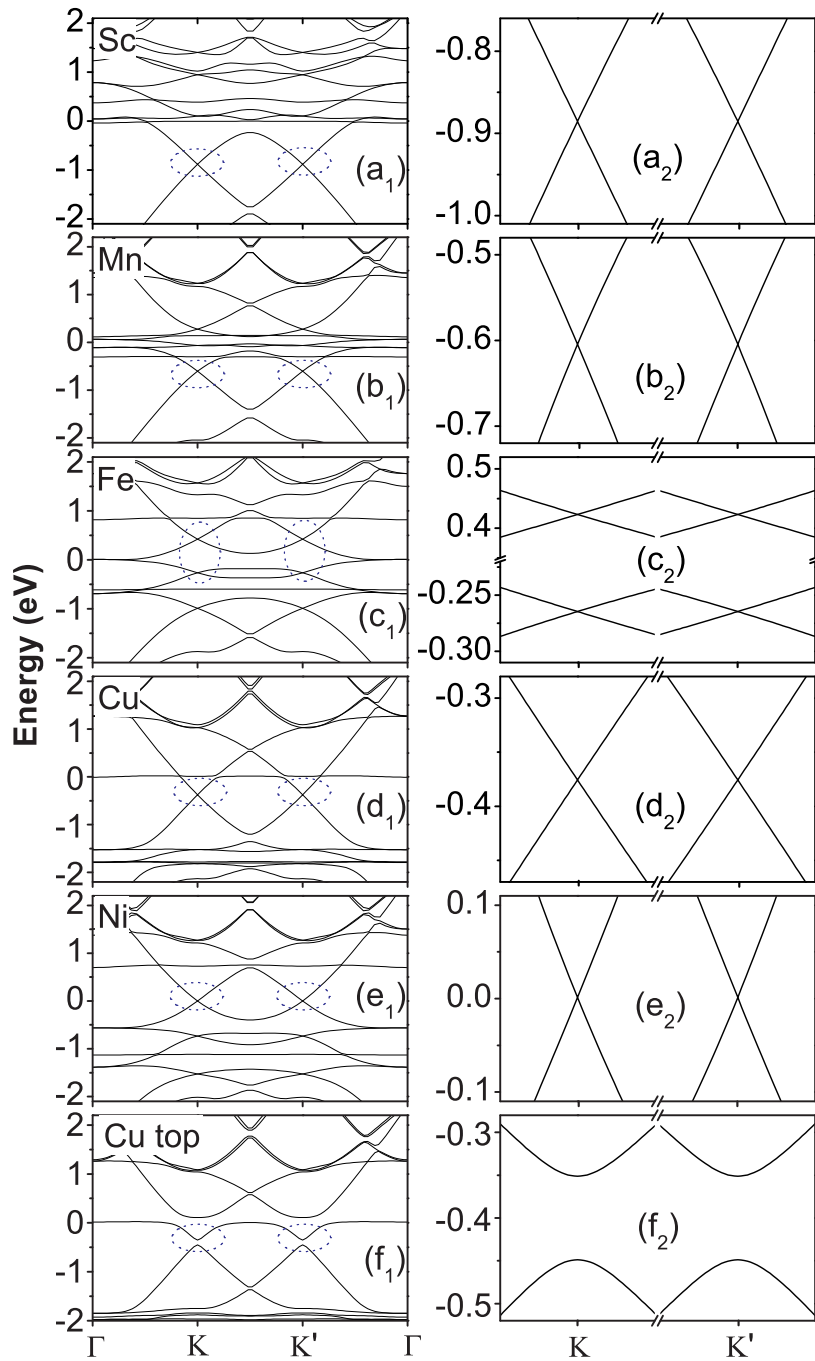 Energy (eV)
Sc
2
1
0
-1
-2
(a1)
-0.8
-0.9
-1.0
(a2)
Mn
2
1
0
-1
-2
(b1)
-0.5
-0.6
-0.7
(b2)
Fe
2
1
0
-1
-2
(c1)
0.5
0.4
-0.25
-0.30
(c2)
Cu
2
1
0
-1
-2
(d1)
-0.3
-0.4
(d2)
Ni
2
1
0
-1
-2
(e1)
0.1
0.0
-0.1
(e2)
Cu top
2
1
0
-1
-2
(f1)
-0.3
-0.4
-0.5
(f2)
Γ K K' Γ
K K'